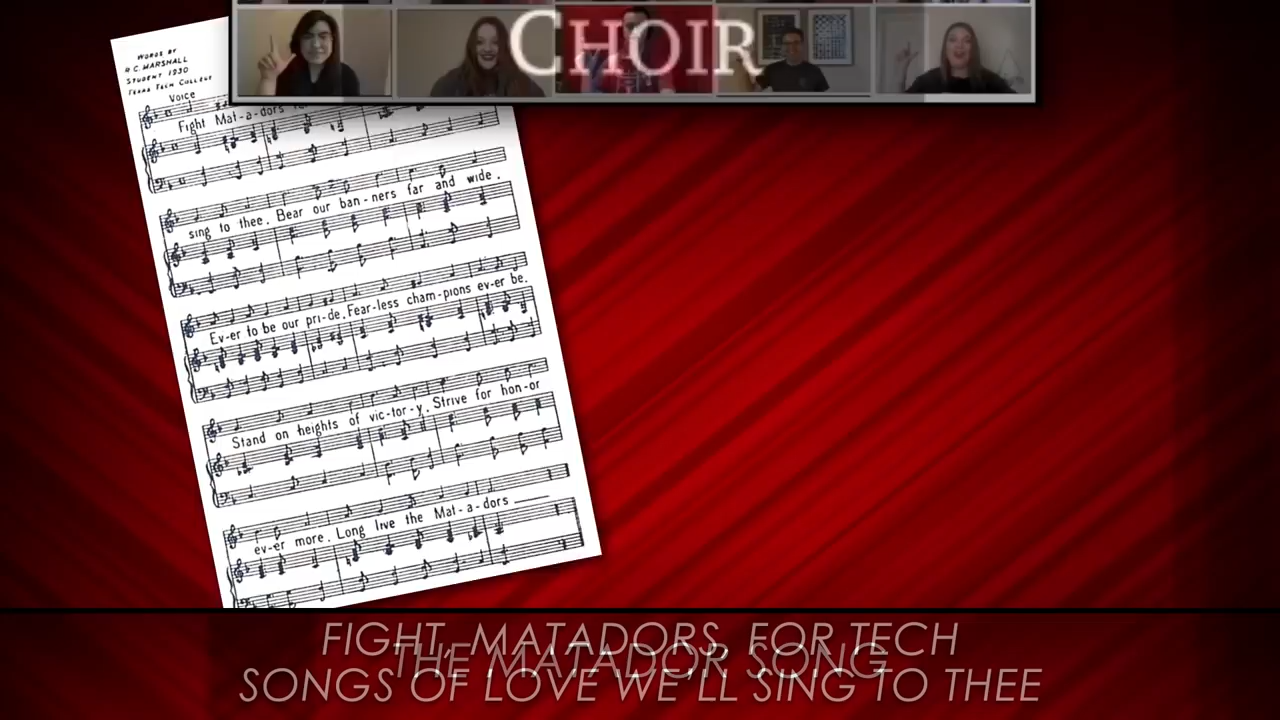 CHOIR
WORDS BY
R.C. MARSHALL
STUDENT 1930
TEXAS TECH COLLEGE
VOICE
Fight Mat-a-dors
sing to thee. Bear our ban-ners far and wide.
Ev-er to be our pri-de. Fear-less cham-pions ev-er be.
Stand on heights of vic-tor-y. Strive for hon-or
ev-er more. Long live the Mat-a-dors
FIGHT, MATADORS, FOR TECH
THE MATADOR SONG
SONGS OF LOVE WE'LL SING TO THEE